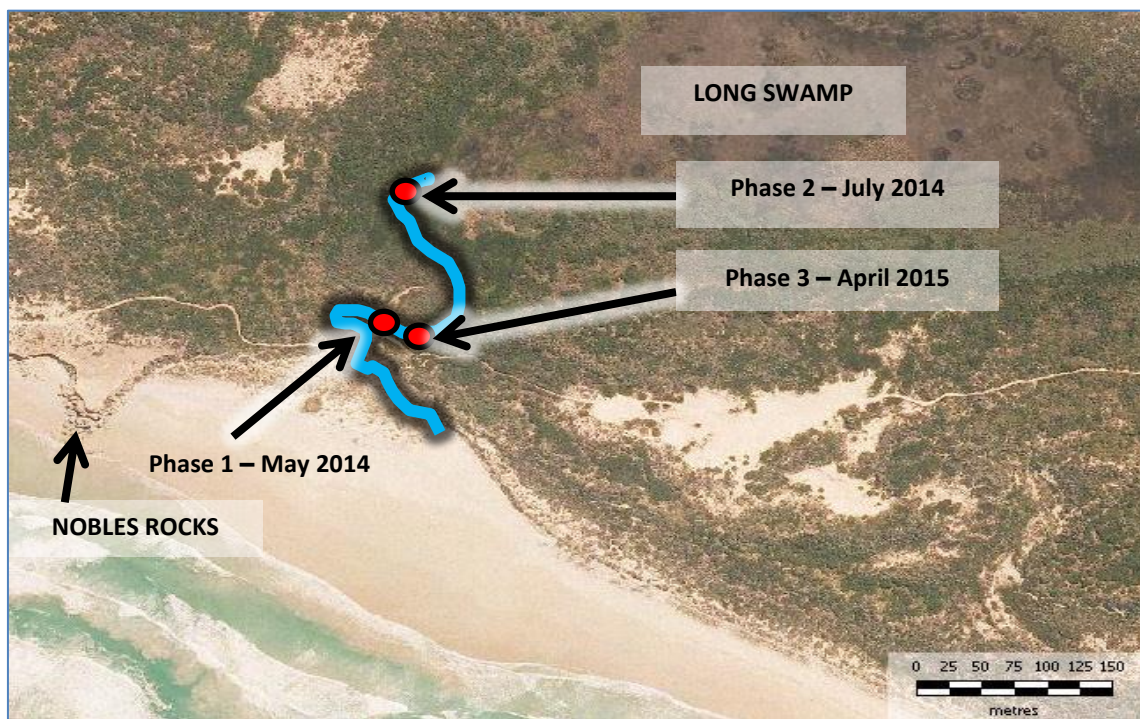 LONG SWAMP
Phase 2 – July 2014
Phase 3 – April 2015
Phase 1 – May 2014
NOBLES ROCKS
0 25 50 75 100 125 150
metres